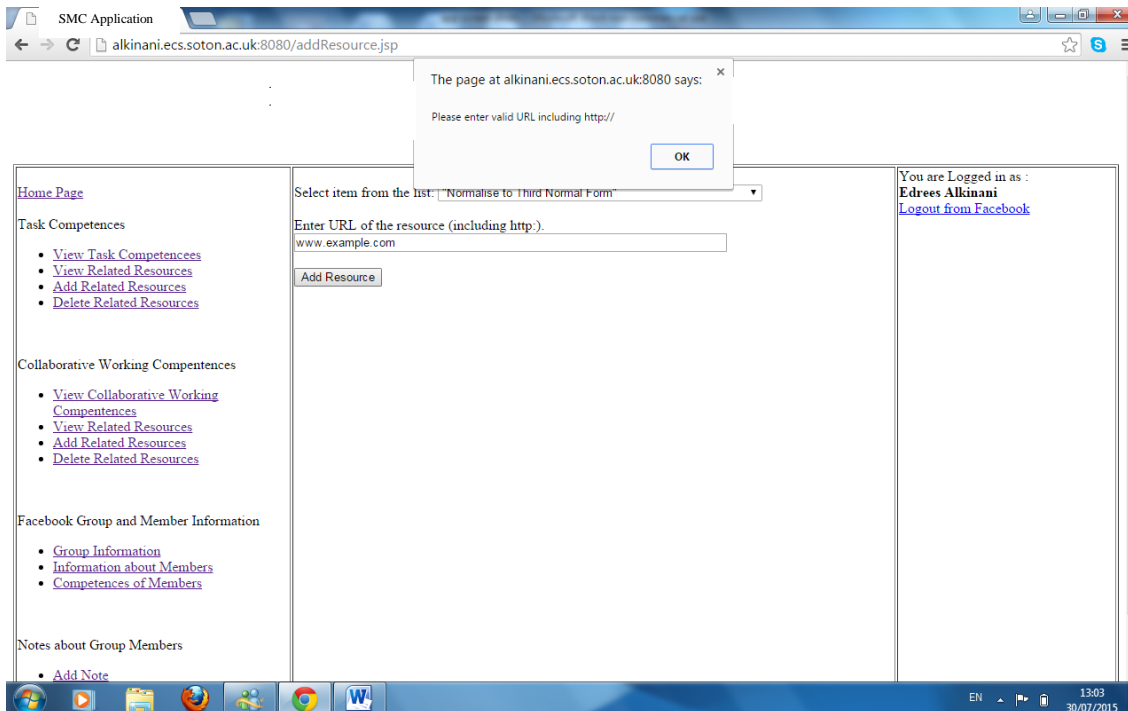 SMC Application
alkinani.ecs.soton.ac.uk:8080/addResource.jsp
The page at alkinani.ecs.soton.ac.uk:8080 says:
Please enter valid URL including http://
OK
Home Page
Task Competences
View Task Competencees
View Related Resources
Add Related Resources
Delete Related Resources
Collaborative Working Compentences
View Collaborative Working
Compentences
View Related Resources
Add Related Resources
Delete Related Resources
Facebook Group and Member Information
Group Information
Information about Members
Competences of Members
Notes about Group Members
Add Note
Select item from the list: "Normalise to Third Normal Form"
Enter URL of the resource (including http:).
www.example.com
Add Resource
You are Logged in as :
Edrees Alkinani
Logout from Facebook
EN
13:03
30/07/2015